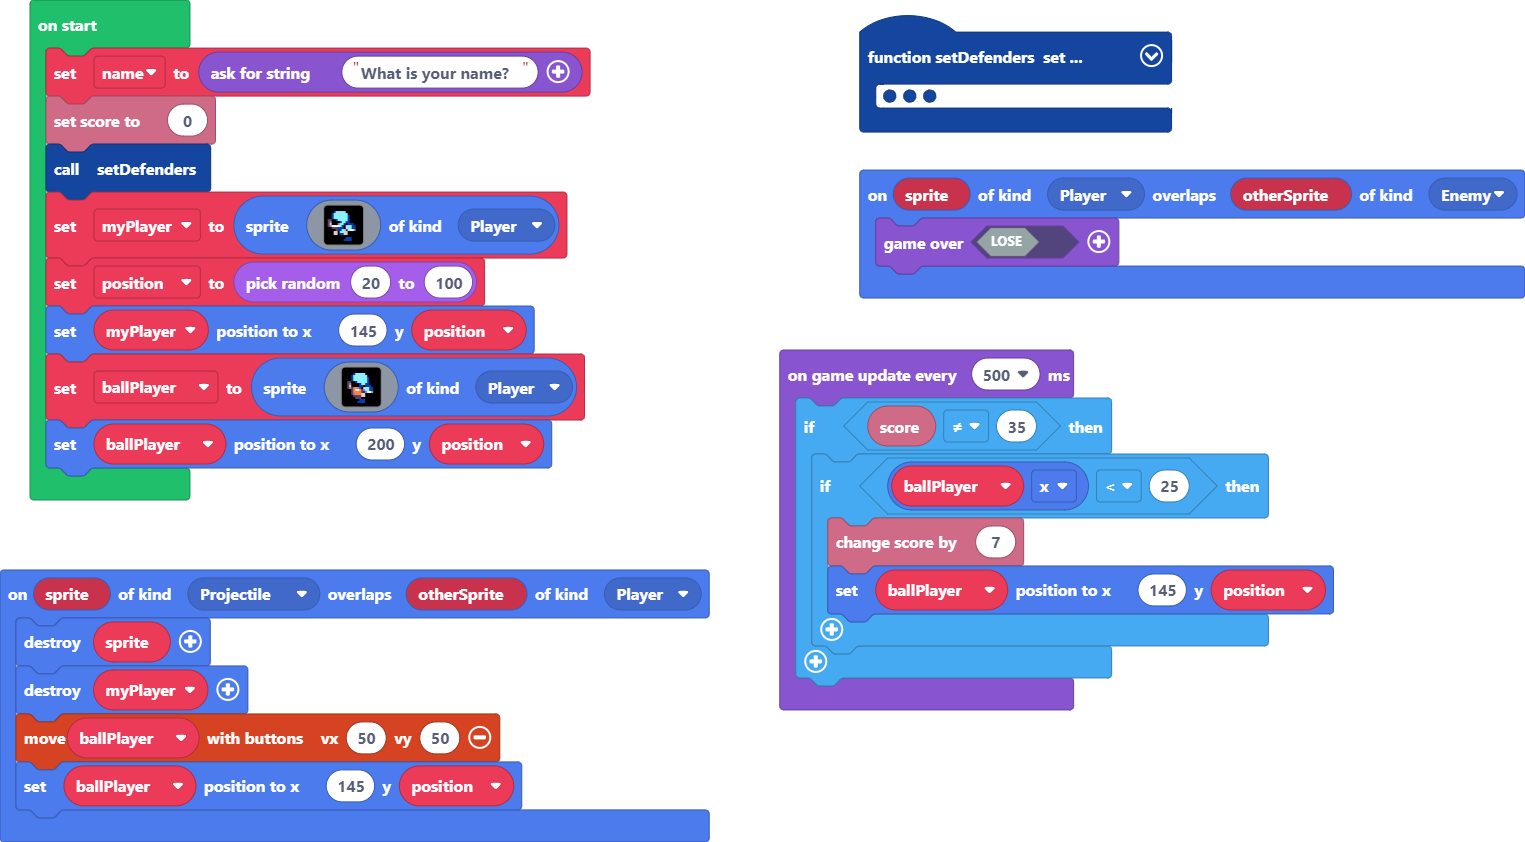 on start
set name to ask for string "What is your name? "
set score to 0
call setDefenders
set myPlayer to sprite of kind Player
set position to pick random 20 to 100
set myPlayer position to x 145 y position
set ballPlayer to sprite of kind Player
set ballPlayer position to x 200 y position
function setDefenders set ...
on sprite of kind Player overlaps otherSprite of kind Enemy
game over LOSE
on game update every 500 ms
if score ≠ 35 then
if ballPlayer x < 25 then
change score by 7
set ballPlayer position to x 145 y position
on sprite of kind Projectile overlaps otherSprite of kind Player
destroy sprite
destroy myPlayer
move ballPlayer with buttons vx 50 vy 50
set ballPlayer position to x 145 y position